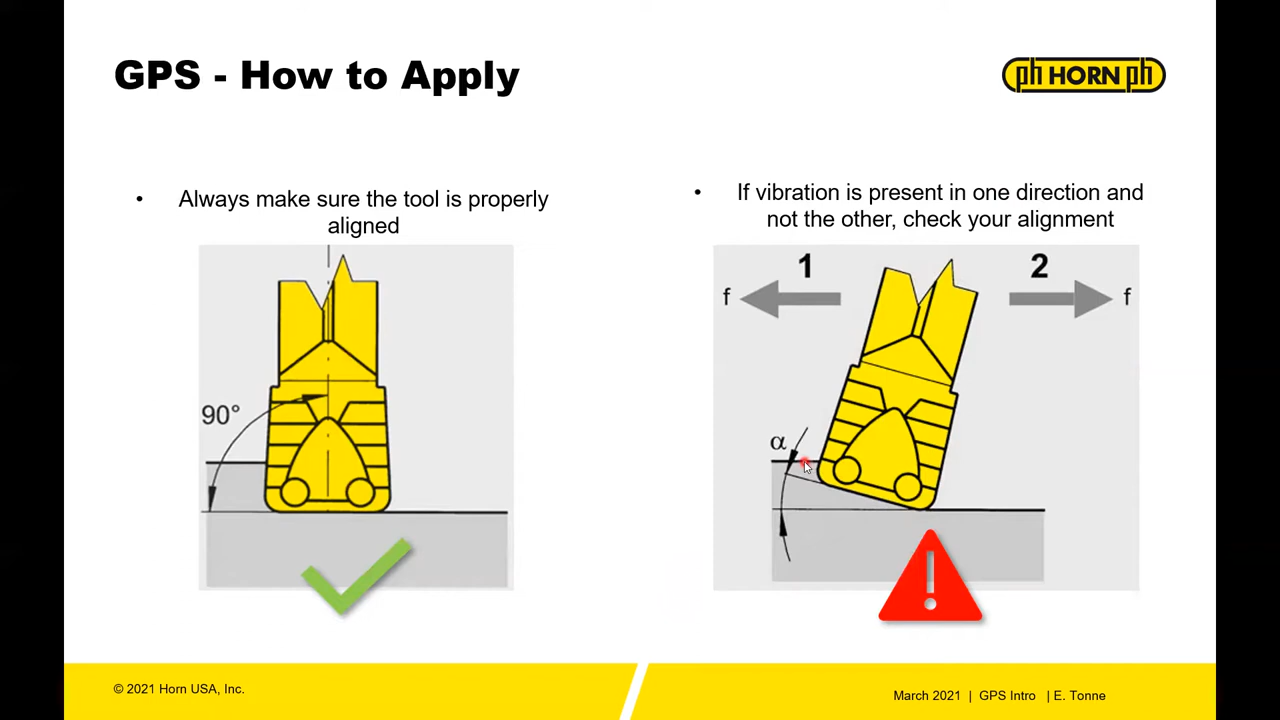 GPS - How to Apply
ph HORN ph
• Always make sure the tool is properly
aligned
• If vibration is present in one direction and
not the other, check your alignment
90°
1
2
f
f
α
© 2021 Horn USA, Inc.
March 2021 | GPS Intro | E. Tonne